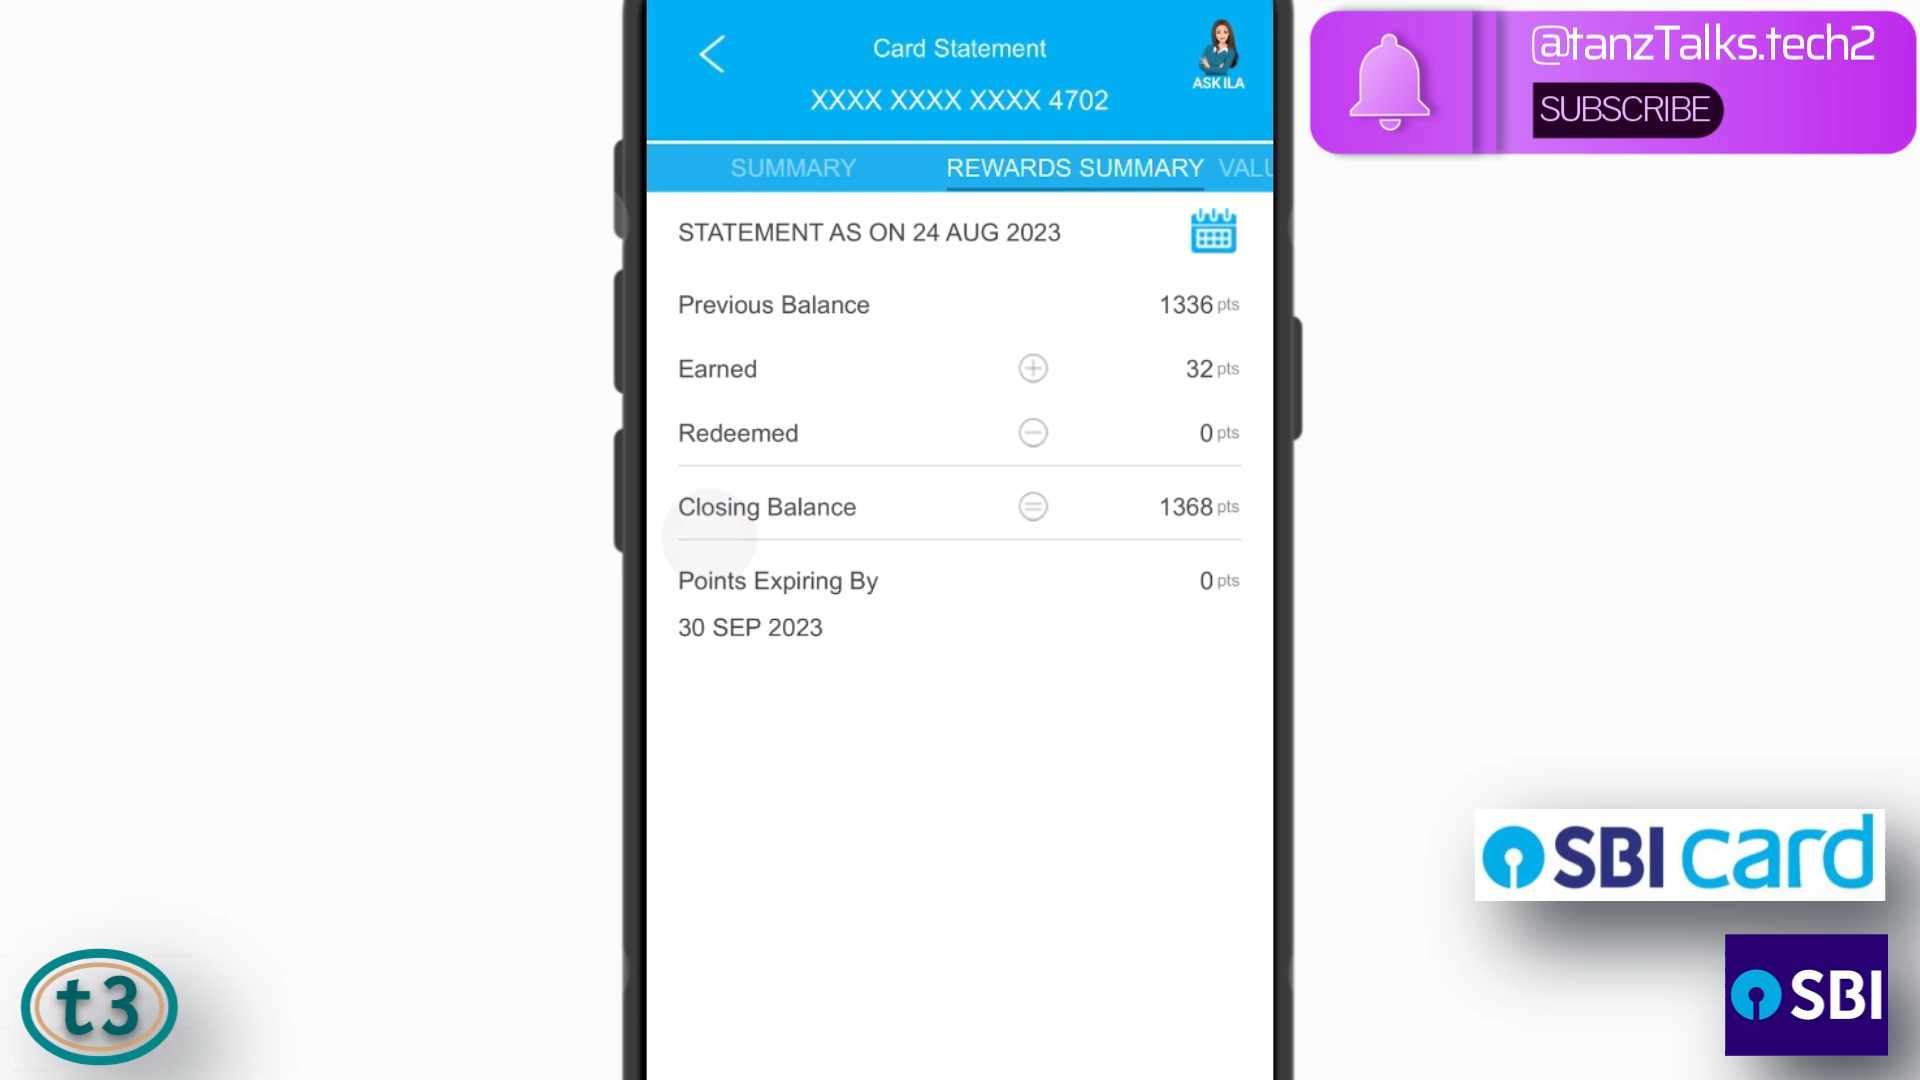 Card Statement
XXXX XXXX XXXX 4702
ASK ILA
SUMMARY
REWARDS SUMMARY
VALU
STATEMENT AS ON 24 AUG 2023
Previous Balance 1336 pts
Earned 32 pts
Redeemed 0 pts
Closing Balance 1368 pts
Points Expiring By 0 pts
30 SEP 2023
@tanzTalks.tech2
SUBSCRIBE
SBI card
SBI
t3